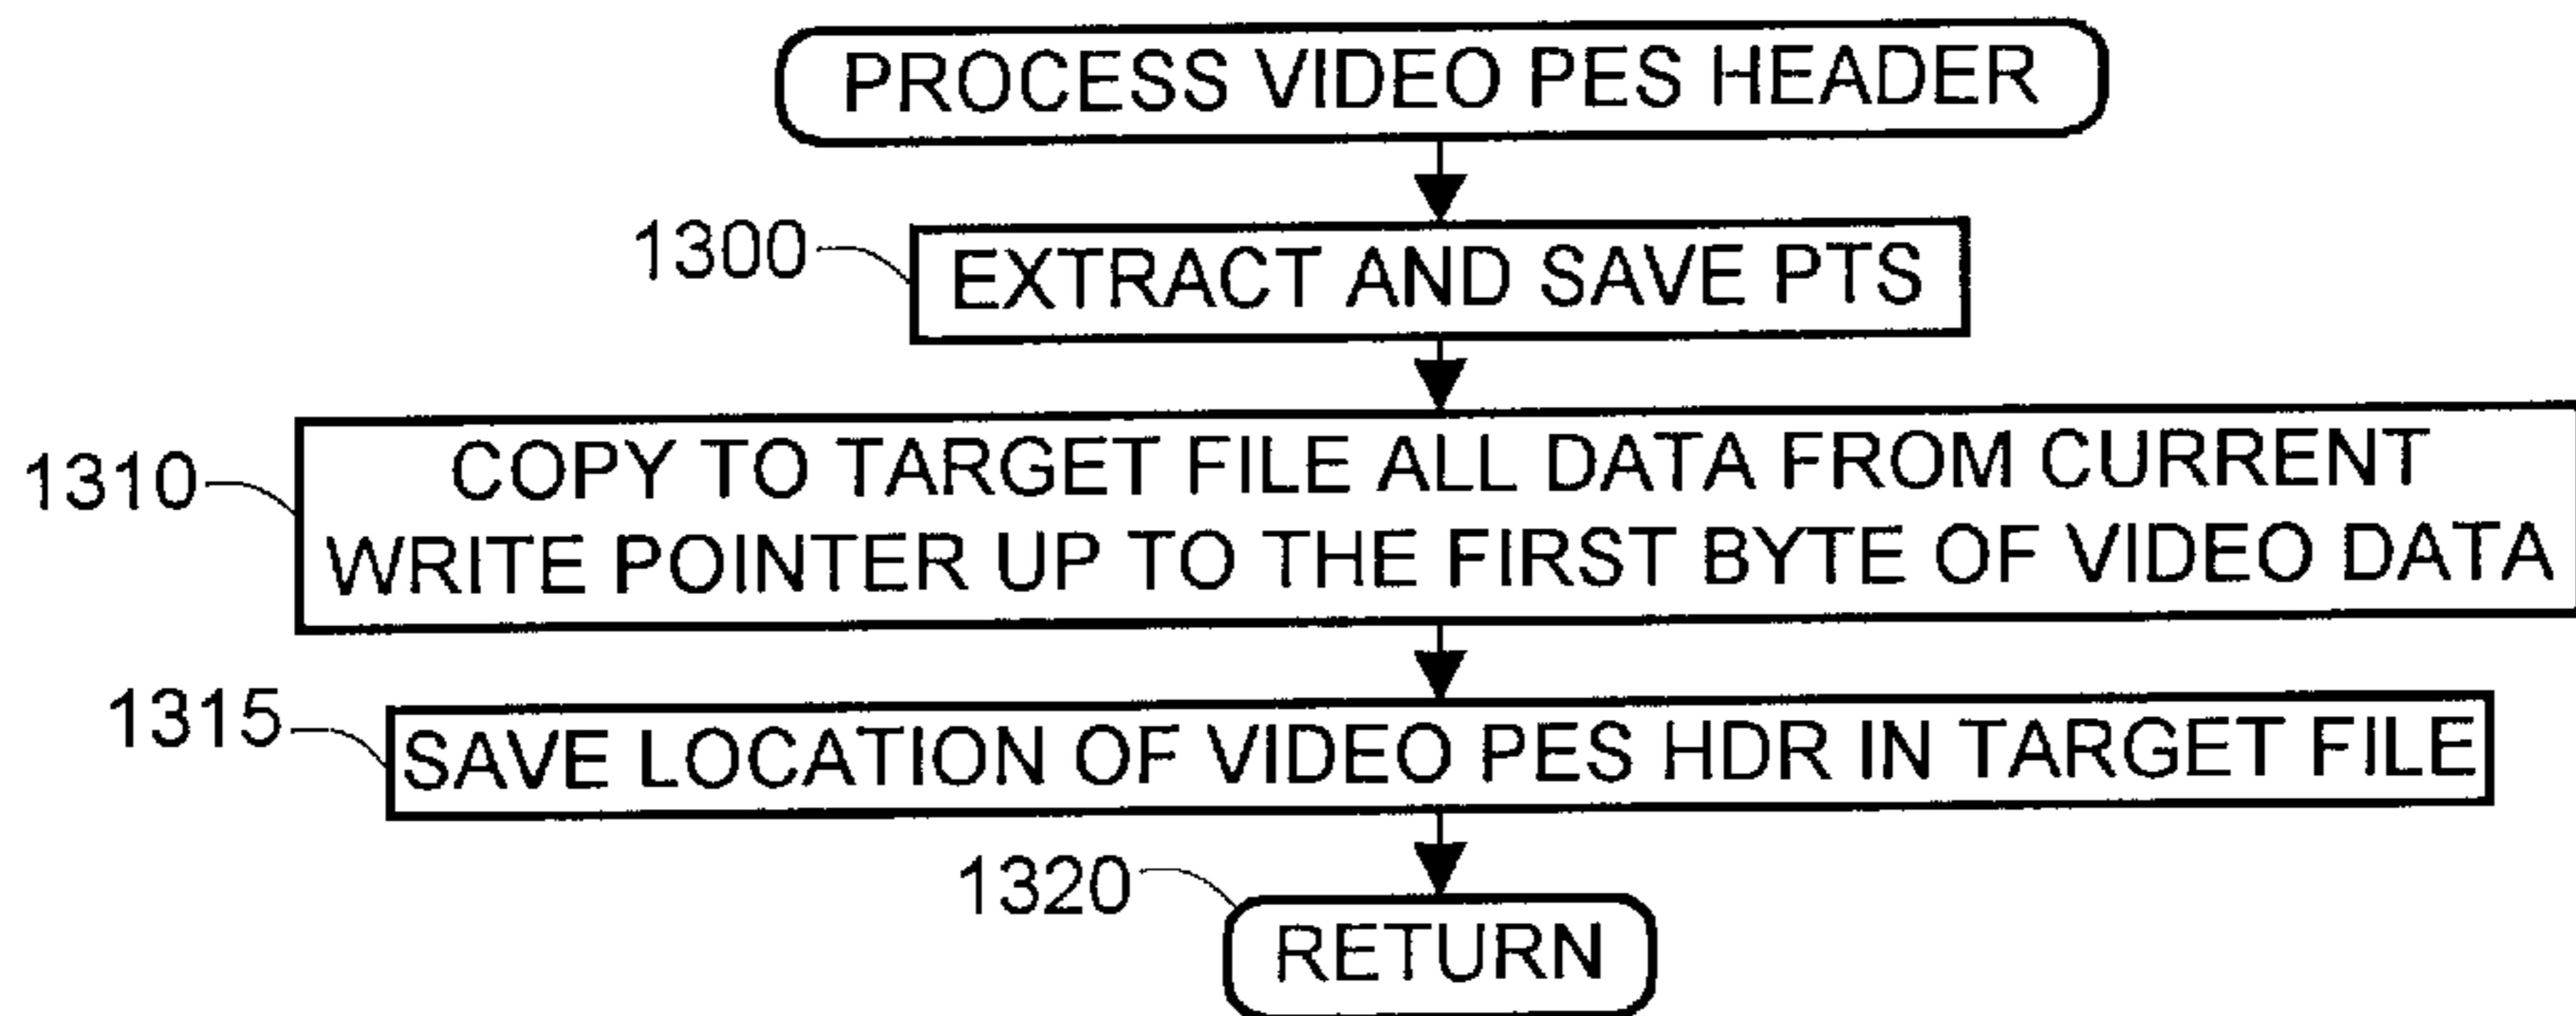 PROCESS VIDEO PES HEADER
1300
EXTRACT AND SAVE PTS
1310
COPY TO TARGET FILE ALL DATA FROM CURRENT
WRITE POINTER UP TO THE FIRST BYTE OF VIDEO DATA
1315
SAVE LOCATION OF VIDEO PES HDR IN TARGET FILE
1320
RETURN